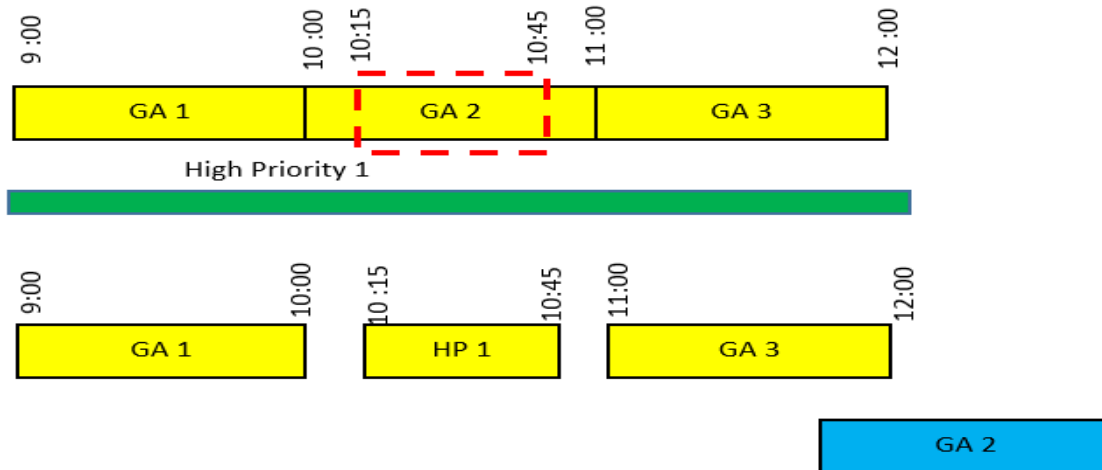 9 :00 10 :00 10:15 10:45 11 :00 12 :00
GA 1 GA 2 GA 3
High Priority 1
9:00 10:00 10 :15 10:45 11:00 12:00
GA 1 HP 1 GA 3
GA 2